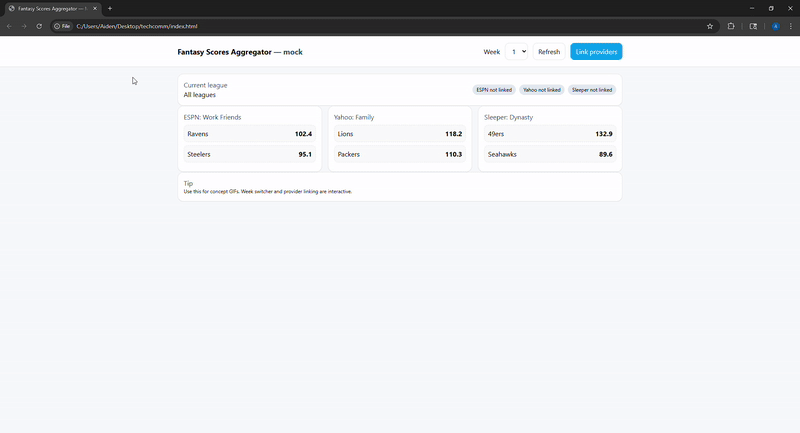 Fantasy Scores Aggregator — M
File C:/Users/Aiden/Desktop/techcomm/index.html
Fantasy Scores Aggregator — mock
Week 1 Refresh Link providers
Current league
All leagues
ESPN not linked Yahoo not linked Sleeper not linked
ESPN: Work Friends
Ravens 102.4
Steelers 95.1
Yahoo: Family
Lions 118.2
Packers 110.3
Sleeper: Dynasty
49ers 132.9
Seahawks 89.6
Tip
Use this for concept GIFs. Week switcher and provider linking are interactive.